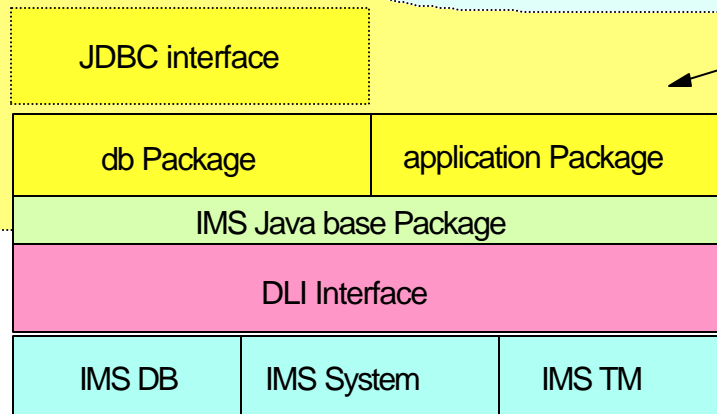 JDBC interface
db Package
application Package
IMS Java base Package
DLI Interface
IMS DB
IMS System
IMS TM